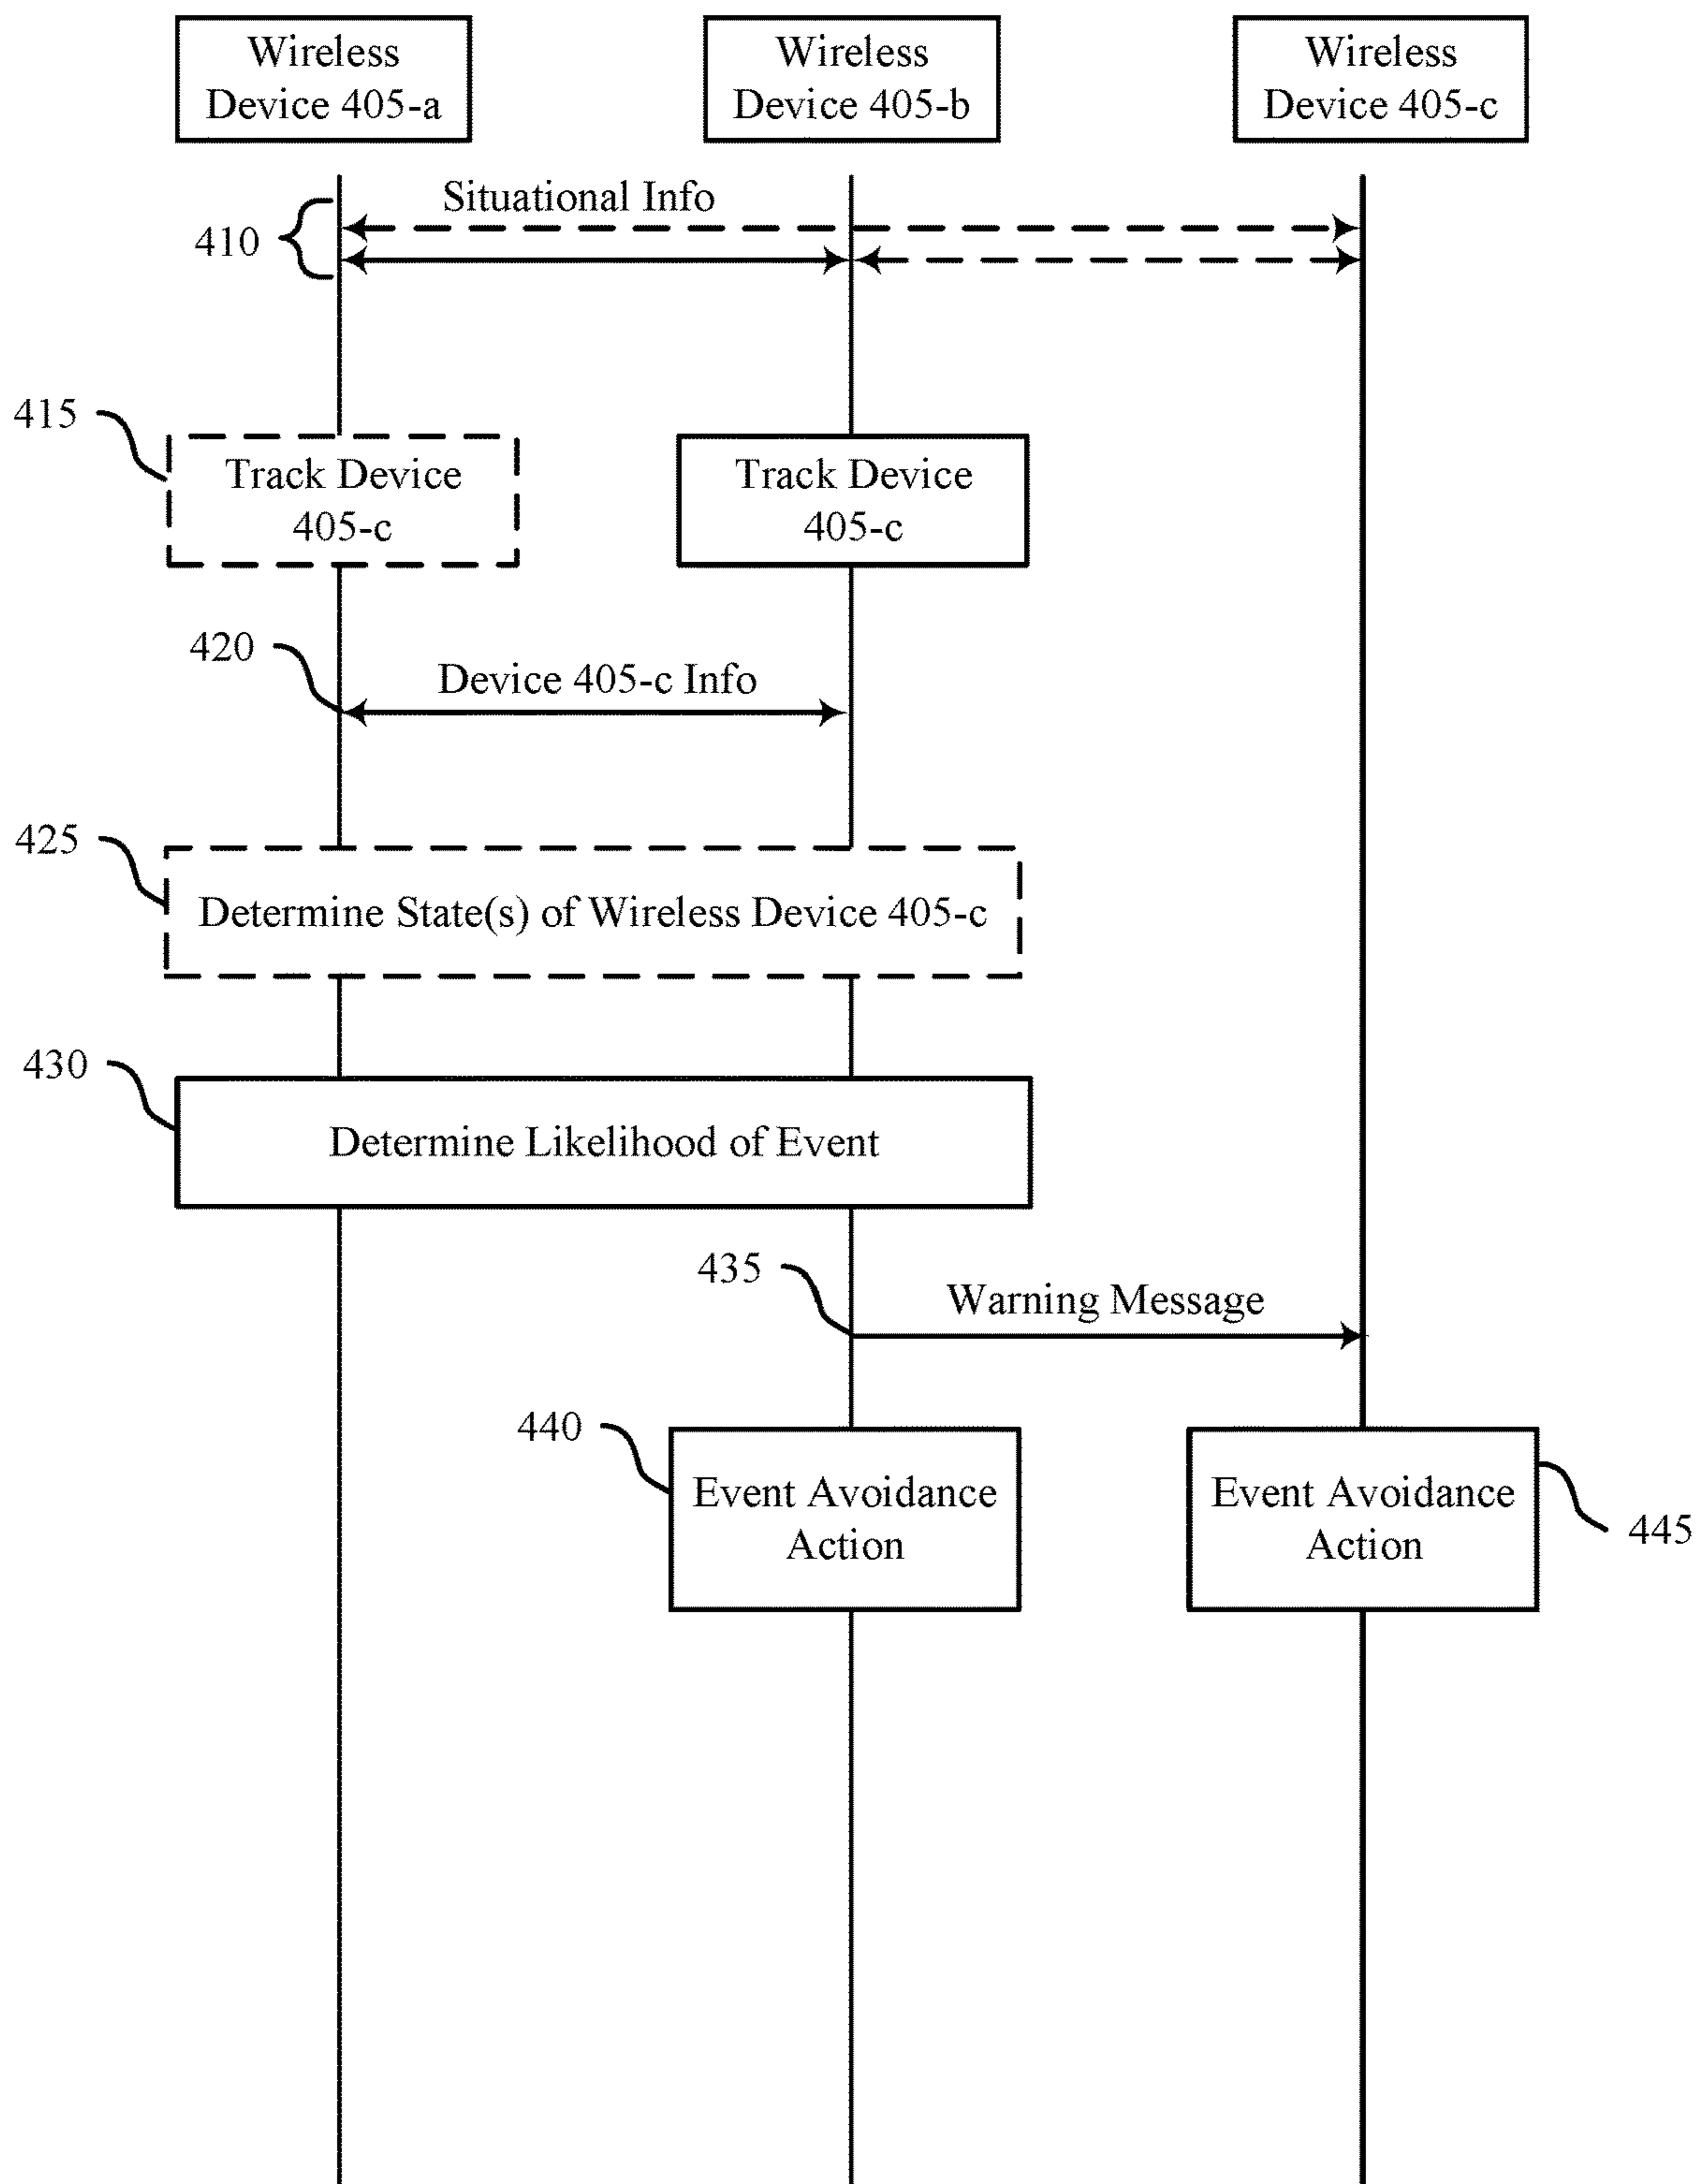 Wireless
Device 405-a
Wireless
Device 405-b
Wireless
Device 405-c
Situational Info
410
415
Track Device
405-c
Track Device
405-c
420
Device 405-c Info
425
Determine State(s) of Wireless Device 405-c
430
Determine Likelihood of Event
435
Warning Message
440
Event Avoidance
Action
Event Avoidance
Action
445